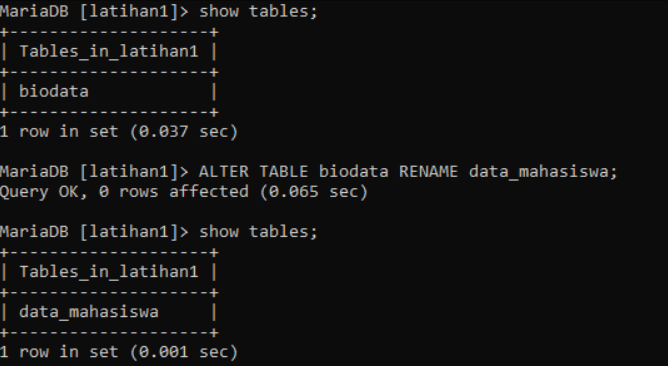 MariaDB [latihan1]> show tables;
+--------------------+
| Tables_in_latihan1 |
+--------------------+
| biodata            |
+--------------------+
1 row in set (0.037 sec)
MariaDB [latihan1]> ALTER TABLE biodata RENAME data_mahasiswa;
Query OK, 0 rows affected (0.065 sec)
MariaDB [latihan1]> show tables;
+--------------------+
| Tables_in_latihan1 |
+--------------------+
| data_mahasiswa     |
+--------------------+
1 row in set (0.001 sec)